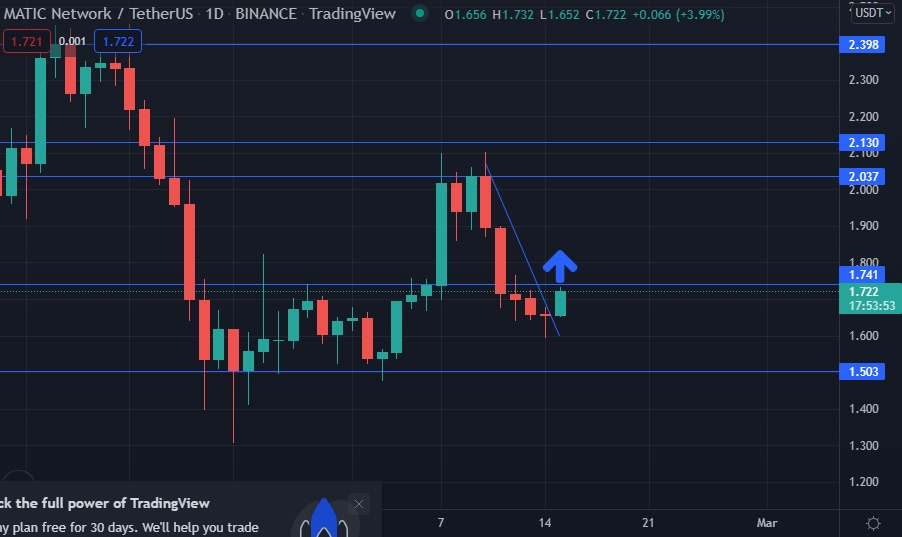 MATIC Network / TetherUS · 1D · BINANCE · TradingView O1.656 H1.732 L1.652 C1.722 +0.066 (+3.99%)
USDT
1.721 0.001 1.722
2.398
2.300
2.200
2.130
2.100
2.037
2.000
1.900
1.800
1.741
1.722
17:53:53
1.600
1.503
1.400
1.300
1.200
ck the full power of TradingView
plan free for 30 days. We'll help you trade
7 14 21 Mar